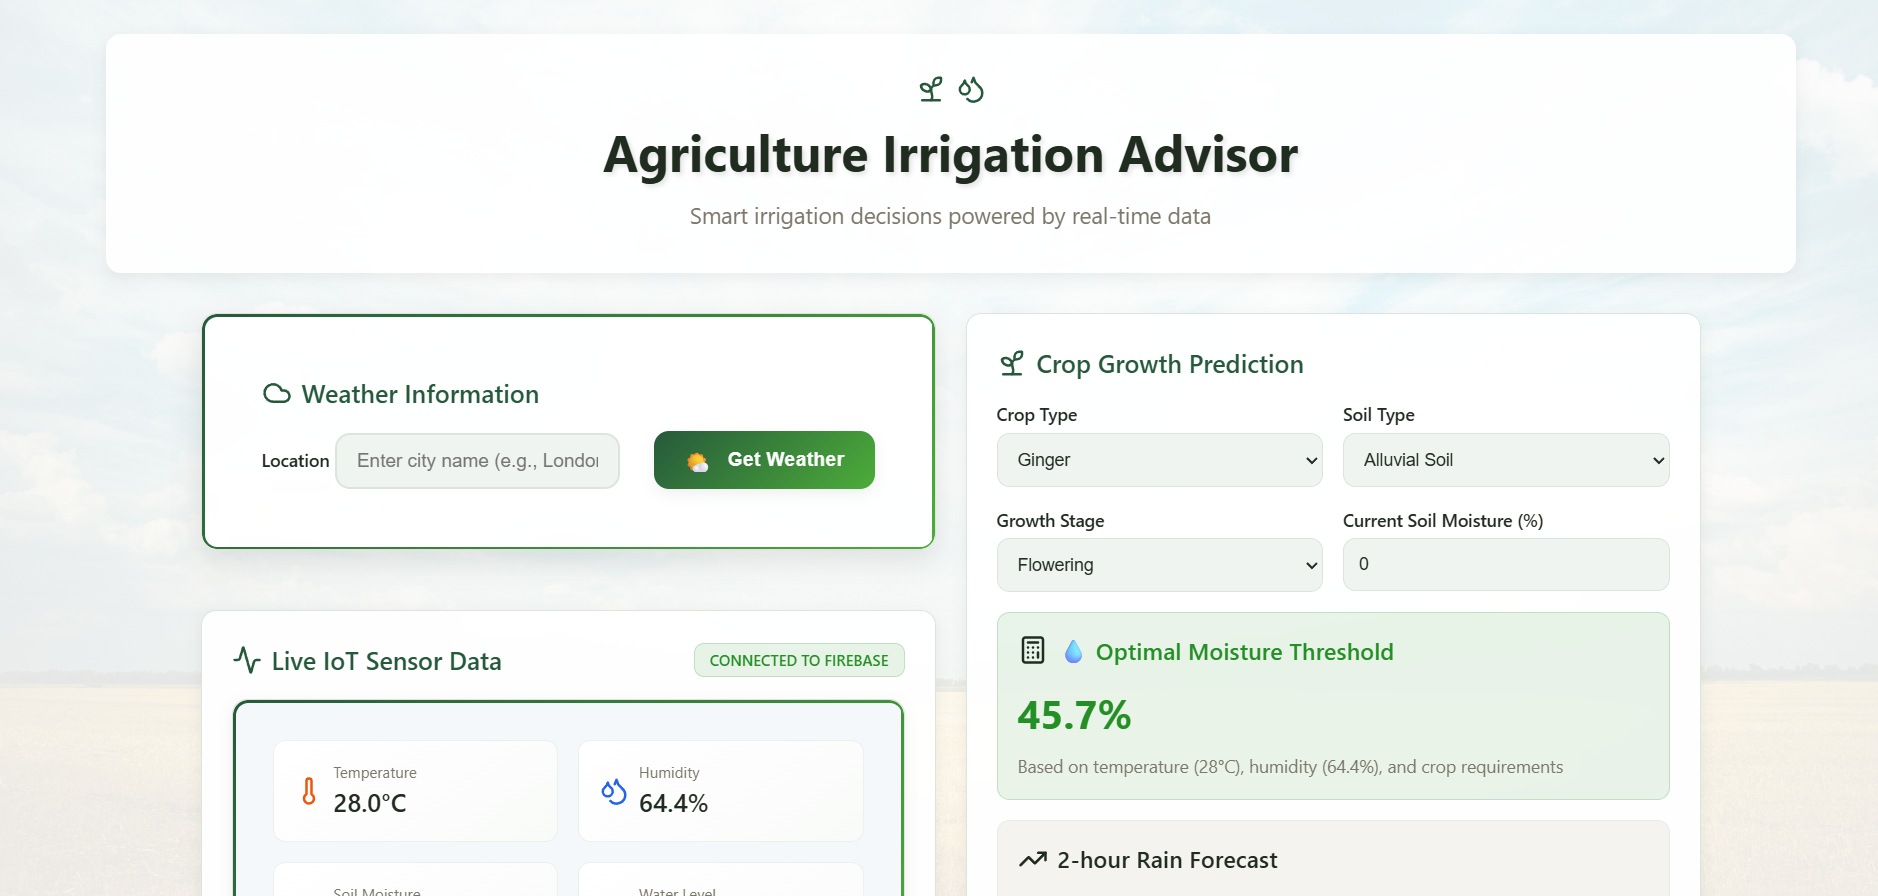 Agriculture Irrigation Advisor
Smart irrigation decisions powered by real-time data
Weather Information
Location
Enter city name (e.g., Londo
Get Weather
Live IoT Sensor Data
CONNECTED TO FIREBASE
Temperature
28.0°C
Humidity
64.4%
Soil Moisture
Water Level
Crop Growth Prediction
Crop Type
Ginger
Soil Type
Alluvial Soil
Growth Stage
Flowering
Current Soil Moisture (%)
0
Optimal Moisture Threshold
45.7%
Based on temperature (28°C), humidity (64.4%), and crop requirements
2-hour Rain Forecast